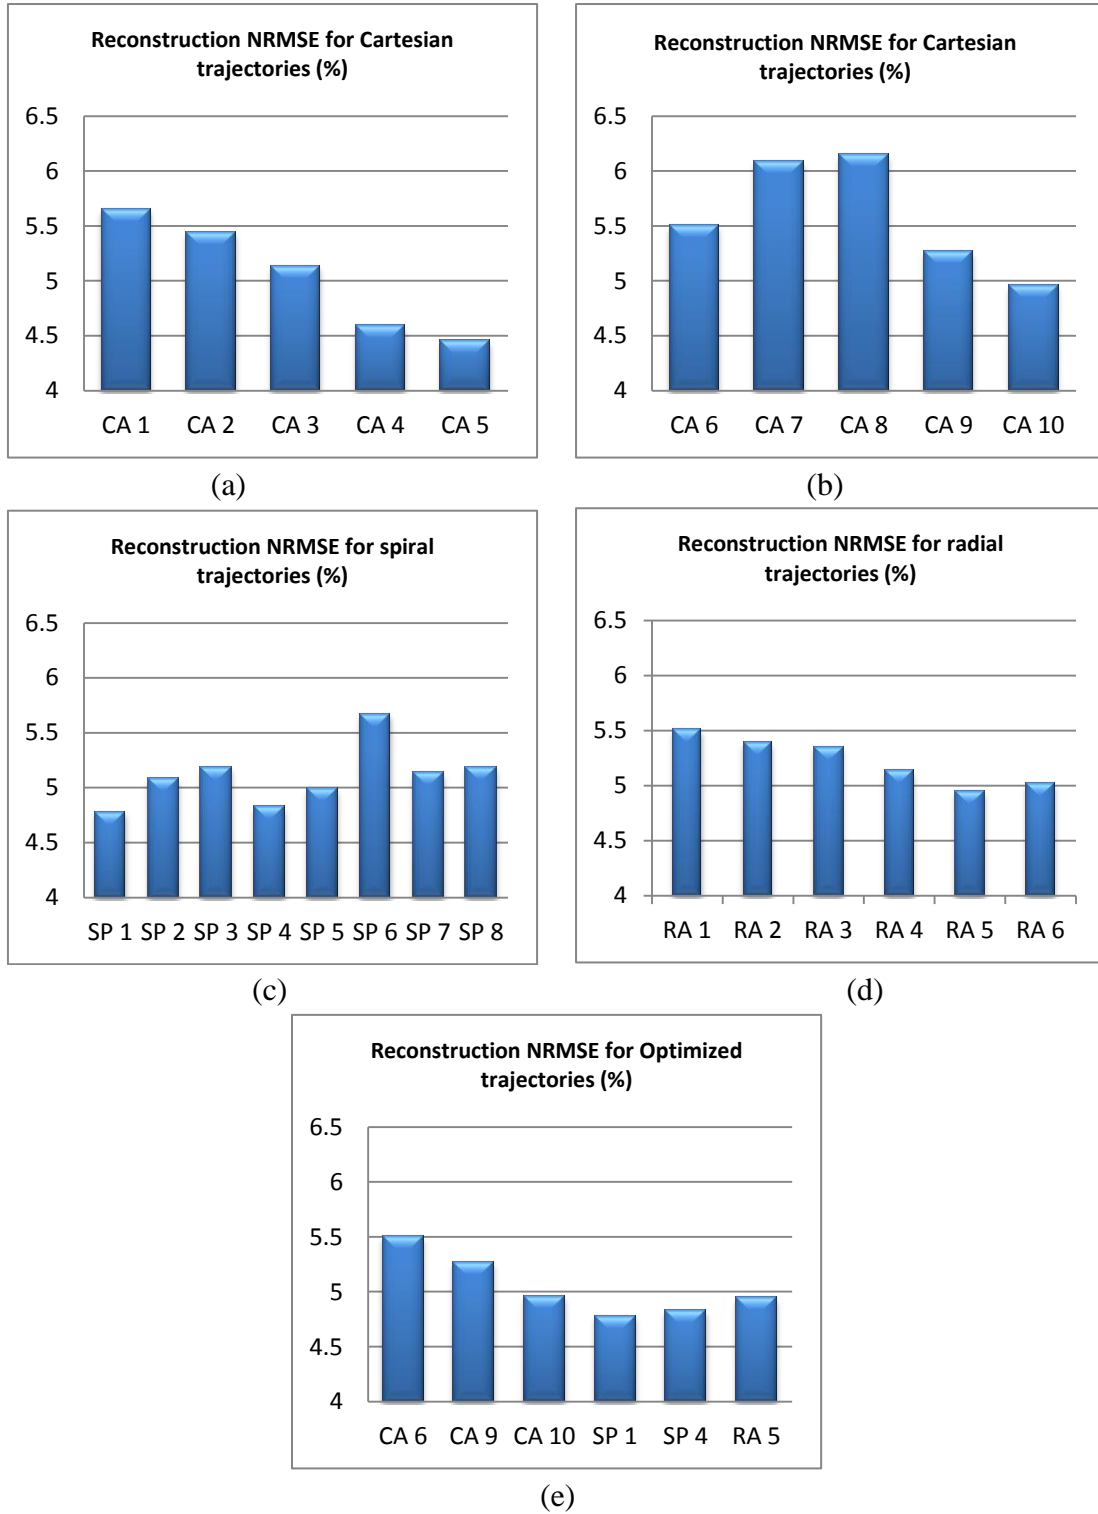 Reconstruction NRMSE for Cartesian
trajectories (%)
6.5
6
5.5
5
4.5
4
CA 1 CA 2 CA 3 CA 4 CA 5
(a)
Reconstruction NRMSE for Cartesian
trajectories (%)
6.5
6
5.5
5
4.5
4
CA 6 CA 7 CA 8 CA 9 CA 10
(b)
Reconstruction NRMSE for spiral
trajectories (%)
6.5
6
5.5
5
4.5
4
SP 1 SP 2 SP 3 SP 4 SP 5 SP 6 SP 7 SP 8
(c)
Reconstruction NRMSE for radial
trajectories (%)
6.5
6
5.5
5
4.5
4
RA 1 RA 2 RA 3 RA 4 RA 5 RA 6
(d)
Reconstruction NRMSE for Optimized
trajectories (%)
6.5
6
5.5
5
4.5
4
CA 6 CA 9 CA 10 SP 1 SP 4 RA 5
(e)